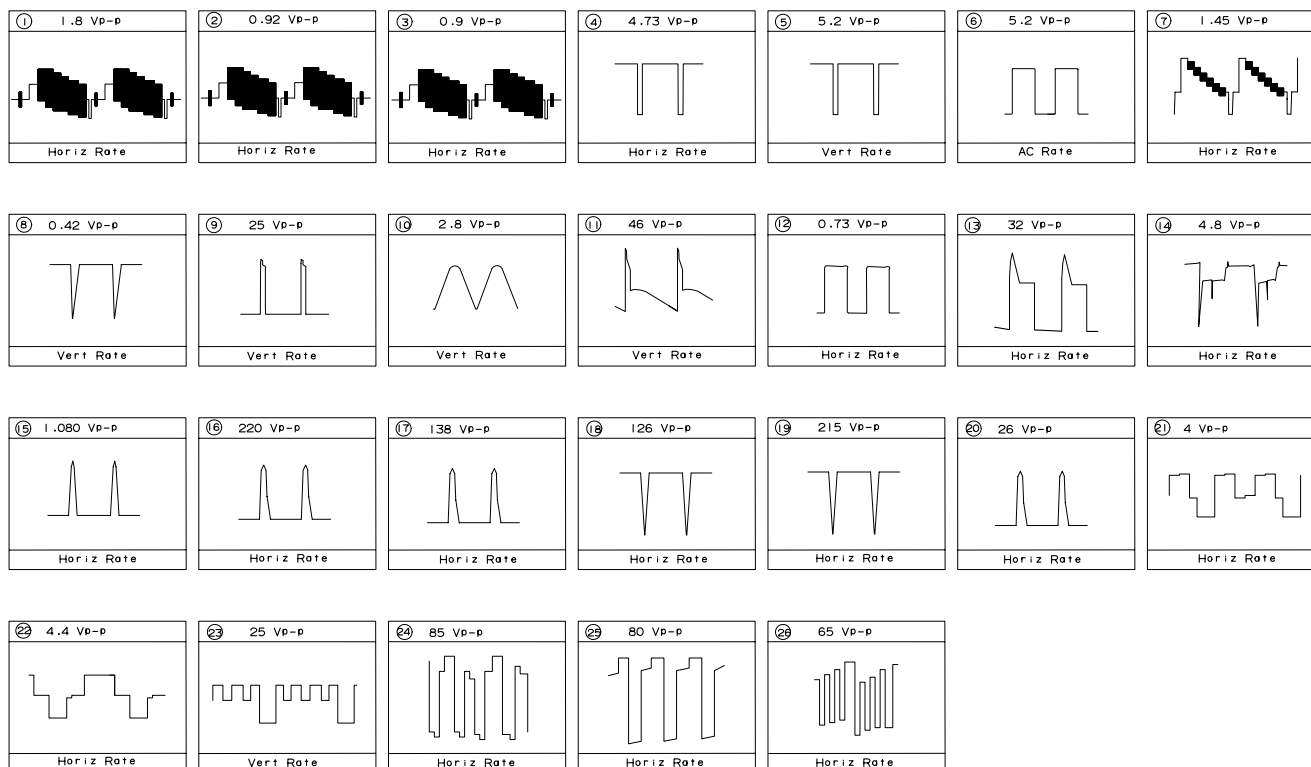 ① 1.8 Vp-p
② 0.92 Vp-p
③ 0.9 Vp-p
④ 4.73 Vp-p
⑤ 5.2 Vp-p
⑥ 5.2 Vp-p
⑦ 1.45 Vp-p
Horiz Rate
Horiz Rate
Horiz Rate
Horiz Rate
Vert Rate
AC Rate
Horiz Rate
⑧ 0.42 Vp-p
⑨ 25 Vp-p
⑩ 2.8 Vp-p
⑪ 46 Vp-p
⑫ 0.73 Vp-p
⑬ 32 Vp-p
⑭ 4.8 Vp-p
Vert Rate
Vert Rate
Vert Rate
Vert Rate
Horiz Rate
Horiz Rate
Horiz Rate
⑮ 1.080 Vp-p
⑯ 220 Vp-p
⑰ 138 Vp-p
⑱ 126 Vp-p
⑲ 215 Vp-p
⑳ 26 Vp-p
㉑ 4 Vp-p
Horiz Rate
Horiz Rate
Horiz Rate
Horiz Rate
Horiz Rate
Horiz Rate
Horiz Rate
㉒ 4.4 Vp-p
㉓ 25 Vp-p
㉔ 85 Vp-p
㉕ 80 Vp-p
㉖ 65 Vp-p
Horiz Rate
Vert Rate
Horiz Rate
Horiz Rate
Horiz Rate